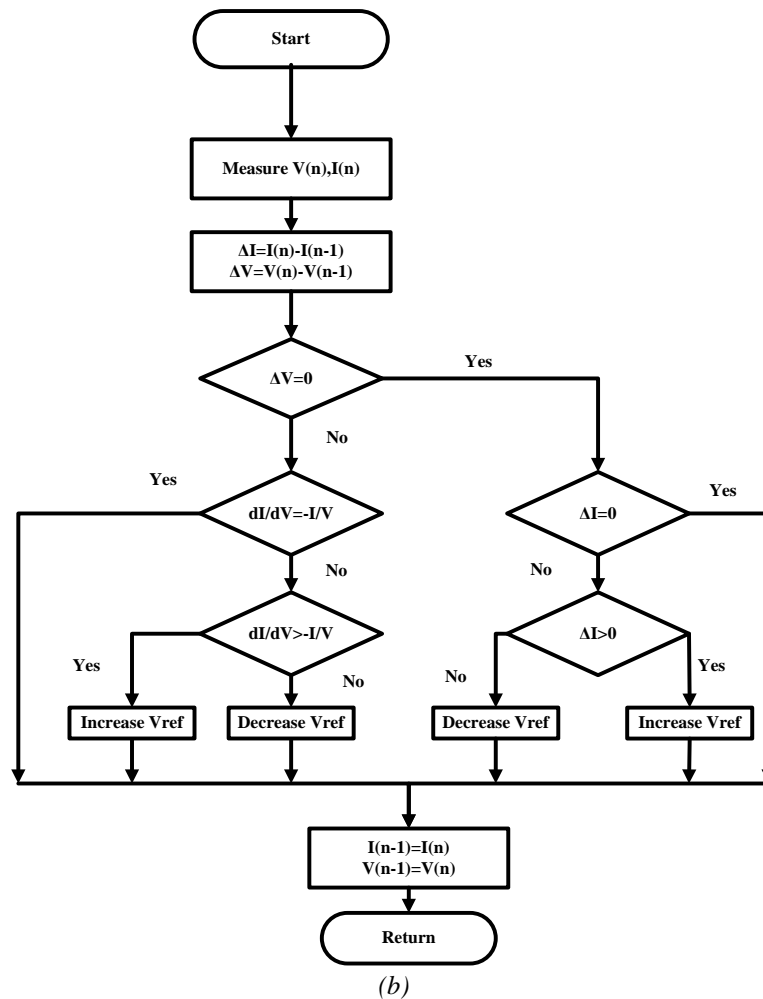 Start
Measure V(n),I(n)
ΔI=I(n)-I(n-1)
ΔV=V(n)-V(n-1)
ΔV=0
Yes
No
Yes
dI/dV=-I/V
ΔI=0
Yes
No
No
dI/dV>-I/V
ΔI>0
Yes
No
No
Yes
Increase Vref
Decrease Vref
Decrease Vref
Increase Vref
I(n-1)=I(n)
V(n-1)=V(n)
Return
(b)